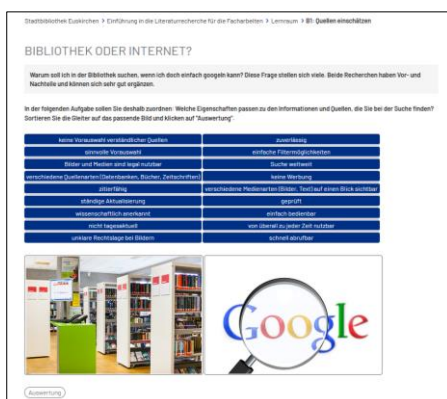 Stadtbibliothek Euskirchen > Einführung in die Literaturrecherche für die Facharbeiten > Lernraum > B1: Quellen einschätzen
BIBLIOTHEK ODER INTERNET?
Warum soll ich in der Bibliothek suchen, wenn ich doch einfach googeln kann? Diese Frage stellen sich viele. Beide Recherchen haben Vor- und
Nachteile und können sich sehr gut ergänzen.
In der folgenden Aufgabe sollen Sie deshalb zuordnen: Welche Eigenschaften passen zu den Informationen und Quellen, die Sie bei der Suche finden?
Sortieren Sie die Gleiter auf das passende Bild und klicken auf "Auswertung".
keine Vorauswahl verständlicher Quellen zuverlässig
sinnvolle Vorauswahl einfache Filtermöglichkeiten
Bilder und Medien sind legal nutzbar Suche weltweit
verschiedene Quellenarten (Datenbanken, Bücher, Zeitschriften) keine Werbung
zitierfähig verschiedene Medienarten (Bilder, Text) auf einen Blick sichtbar
ständige Aktualisierung geprüft
wissenschaftlich anerkannt einfach bedienbar
nicht tagesaktuell von überall zu jeder Zeit nutzbar
unklare Rechtslage bei Bildern schnell abrufbar
Google
Auswertung